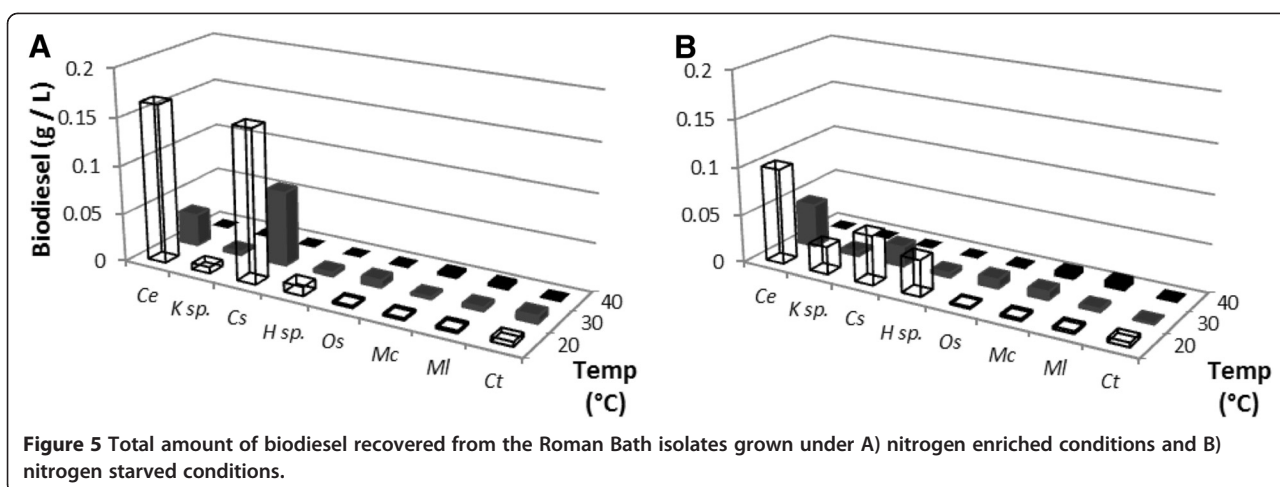 A
B
Biodiesel (g / L)
0.2
0.15
0.1
0.05
0
Ce
K sp.
Cs
H sp.
Os
Mc
Ml
Ct
20
30
40
Temp
(°C)
0.2
0.15
0.1
0.05
0
Ce
K sp.
Cs
H sp.
Os
Mc
Ml
Ct
20
30
40
Temp
(°C)
Figure 5 Total amount of biodiesel recovered from the Roman Bath isolates grown under A) nitrogen enriched conditions and B)
nitrogen starved conditions.